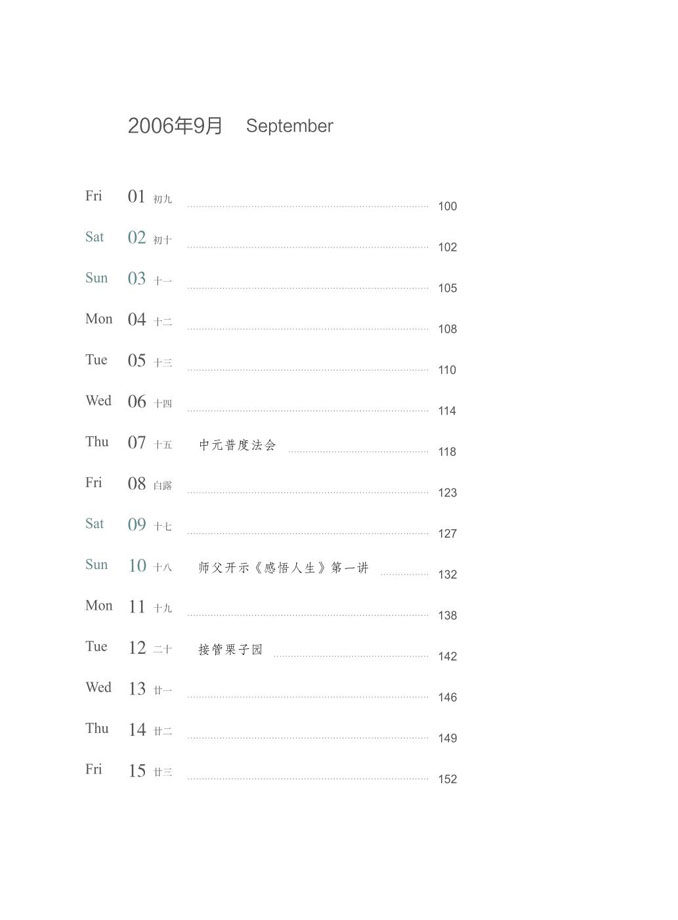 2006年9月 September
Fri 01 初九 100
Sat 02 初十 102
Sun 03 十一 105
Mon 04 十二 108
Tue 05 十三 110
Wed 06 十四 114
Thu 07 十五 中元普度法会 118
Fri 08 白露 123
Sat 09 十七 127
Sun 10 十八 师父开示《感悟人生》第一讲 132
Mon 11 十九 138
Tue 12 二十 接管栗子园 142
Wed 13 廿一 146
Thu 14 廿二 149
Fri 15 廿三 152